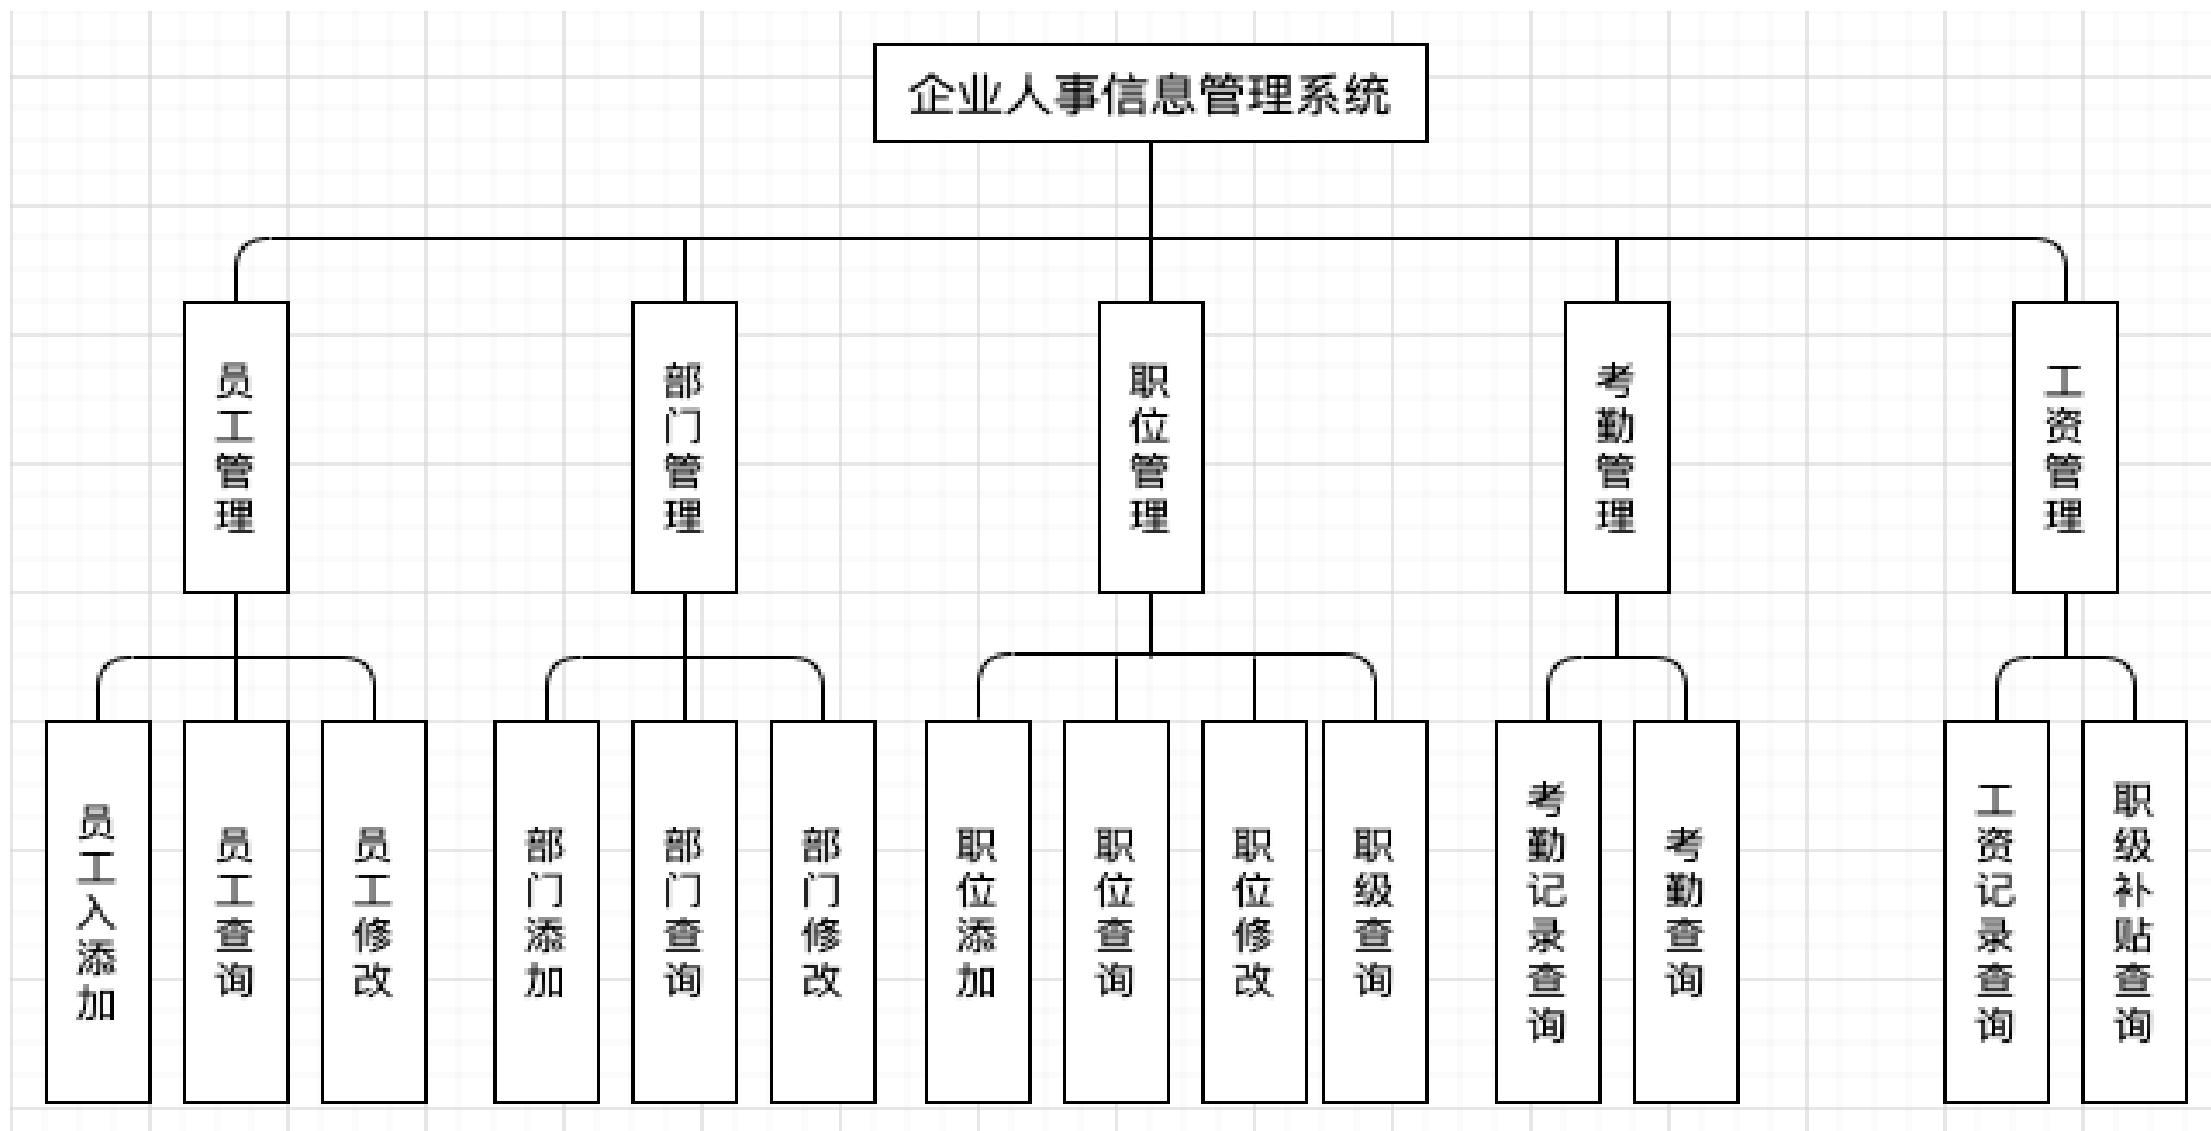 企业人事信息管理系统
员工管理
部门管理
职位管理
考勤管理
工资管理
员工入添加
员工查询
员工修改
部门添加
部门查询
部门修改
职位添加
职位查询
职位修改
职级查询
考勤记录查询
考勤查询
工资记录查询
职级补贴查询